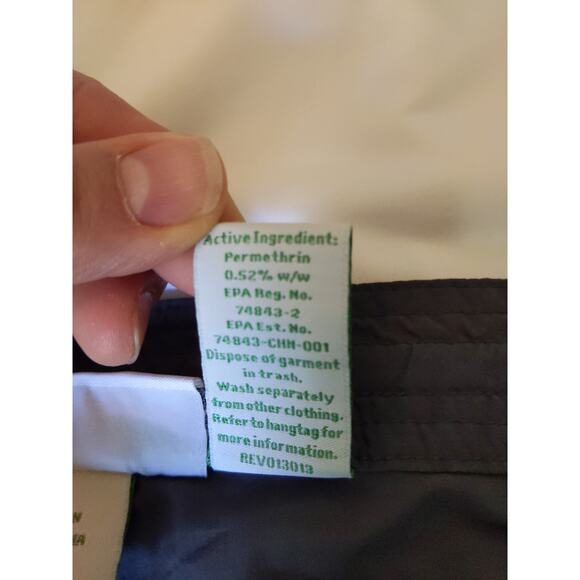 Active Ingredient:
Permethrin
0.52% w/w
EPA Reg. No.
74843-2
EPA Est. No.
74843-CHN-001
Dispose of garment
in trash.
Wash separately
from other clothing.
Refer to hangtag for
more information.
REV013013